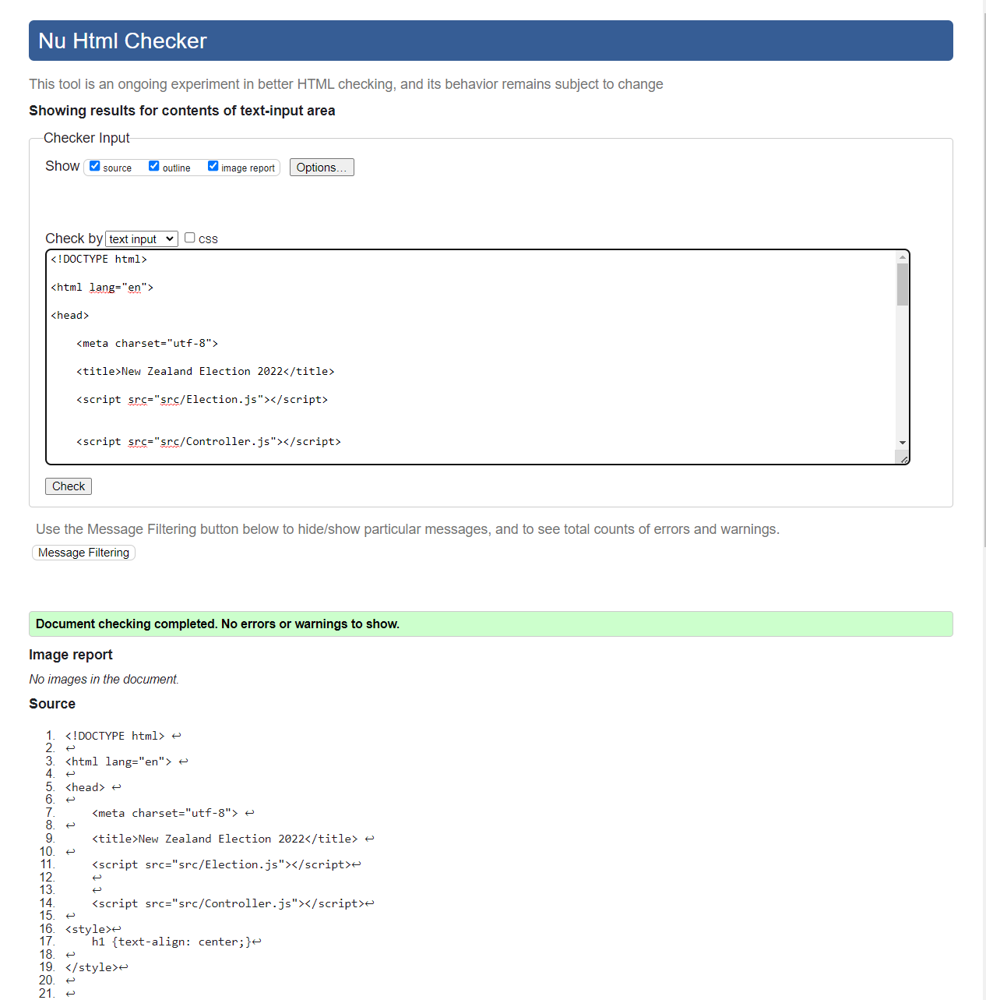 Nu Html Checker
This tool is an ongoing experiment in better HTML checking, and its behavior remains subject to change
Showing results for contents of text-input area
Checker Input
Show source outline image report Options...
Check by text input css
<!DOCTYPE html>
<html lang="en">
<head>
<meta charset="utf-8">
<title>New Zealand Election 2022</title>
<script src="src/Election.js"></script>
<script src="src/Controller.js"></script>
Check
Use the Message Filtering button below to hide/show particular messages, and to see total counts of errors and warnings.
Message Filtering
Document checking completed. No errors or warnings to show.
Image report
No images in the document.
Source
1. <!DOCTYPE html> ↩
2. ↩
3. <html lang="en"> ↩
4. ↩
5. <head> ↩
6. ↩
7. <meta charset="utf-8"> ↩
8. ↩
9. <title>New Zealand Election 2022</title> ↩
10. ↩
11. <script src="src/Election.js"></script>↩
12. ↩
13. ↩
14. <script src="src/Controller.js"></script>↩
15. ↩
16. <style>↩
17. h1 {text-align: center;}↩
18. ↩
19. </style>↩
20. ↩
21. ↩